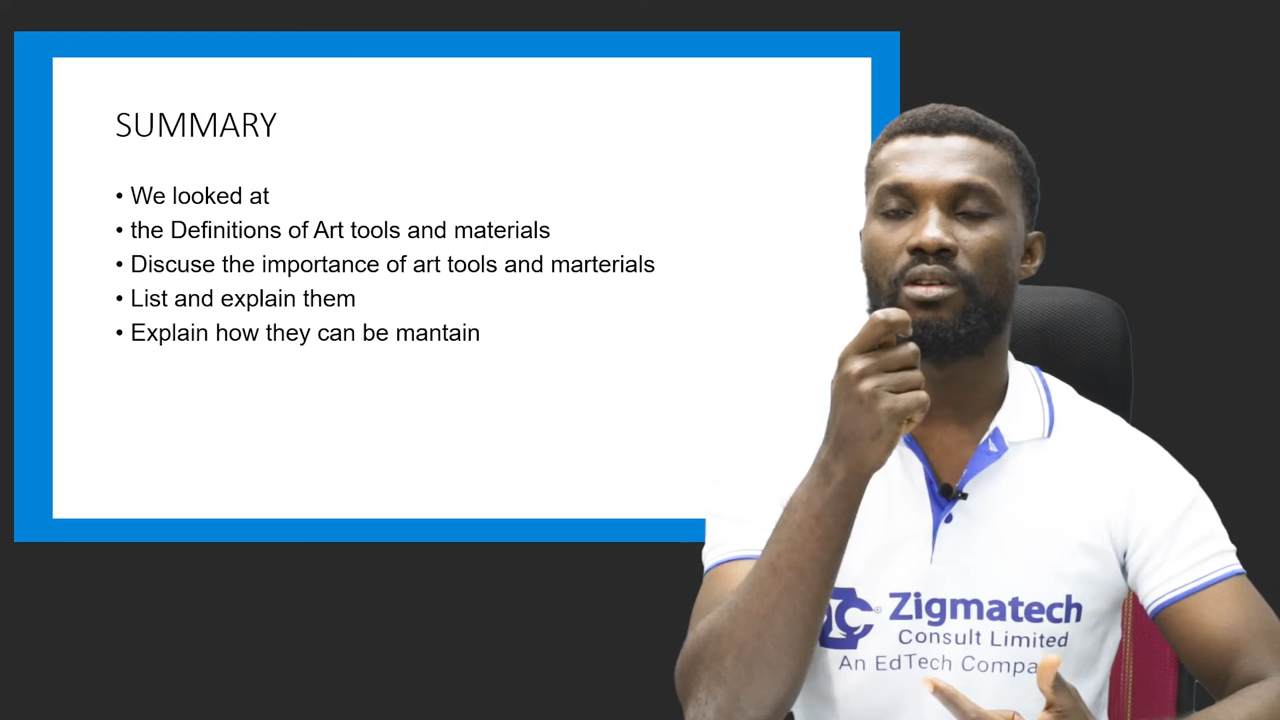 SUMMARY
• We looked at
• the Definitions of Art tools and materials
• Discuse the importance of art tools and marterials
• List and explain them
• Explain how they can be mantain
Zigmatech
Consult Limited
An EdTech Compa